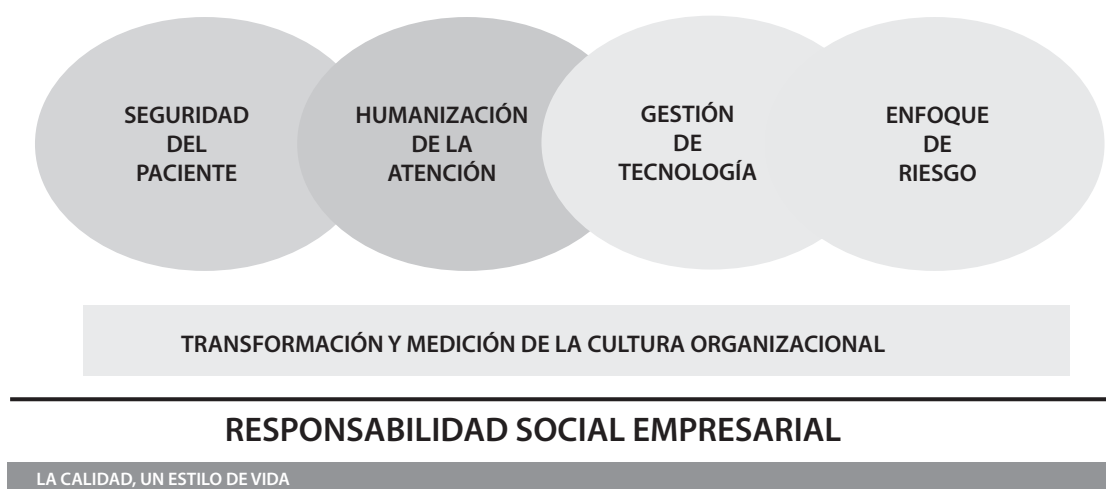 SEGURIDAD
DEL
PACIENTE
HUMANIZACIÓN
DE LA
ATENCIÓN
GESTIÓN
DE
TECNOLOGÍA
ENFOQUE
DE
RIESGO
TRANSFORMACIÓN Y MEDICIÓN DE LA CULTURA ORGANIZACIONAL
RESPONSABILIDAD SOCIAL EMPRESARIAL
LA CALIDAD, UN ESTILO DE VIDA